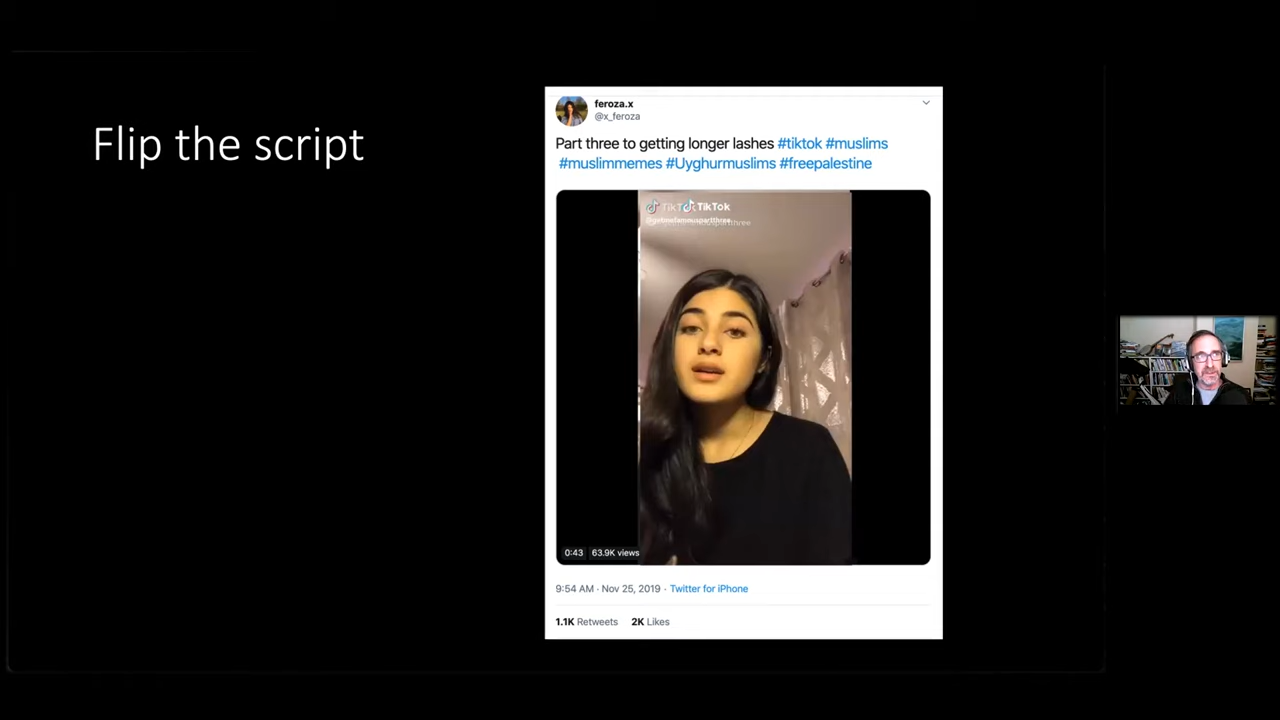 Flip the script
feroza.x
@x_feroza
Part three to getting longer lashes #tiktok #muslims
#muslimmemes #Uyghurmuslims #freepalestine
TikTok
0:43 63.9K views
9:54 AM · Nov 25, 2019 · Twitter for iPhone
1.1K Retweets 2K Likes